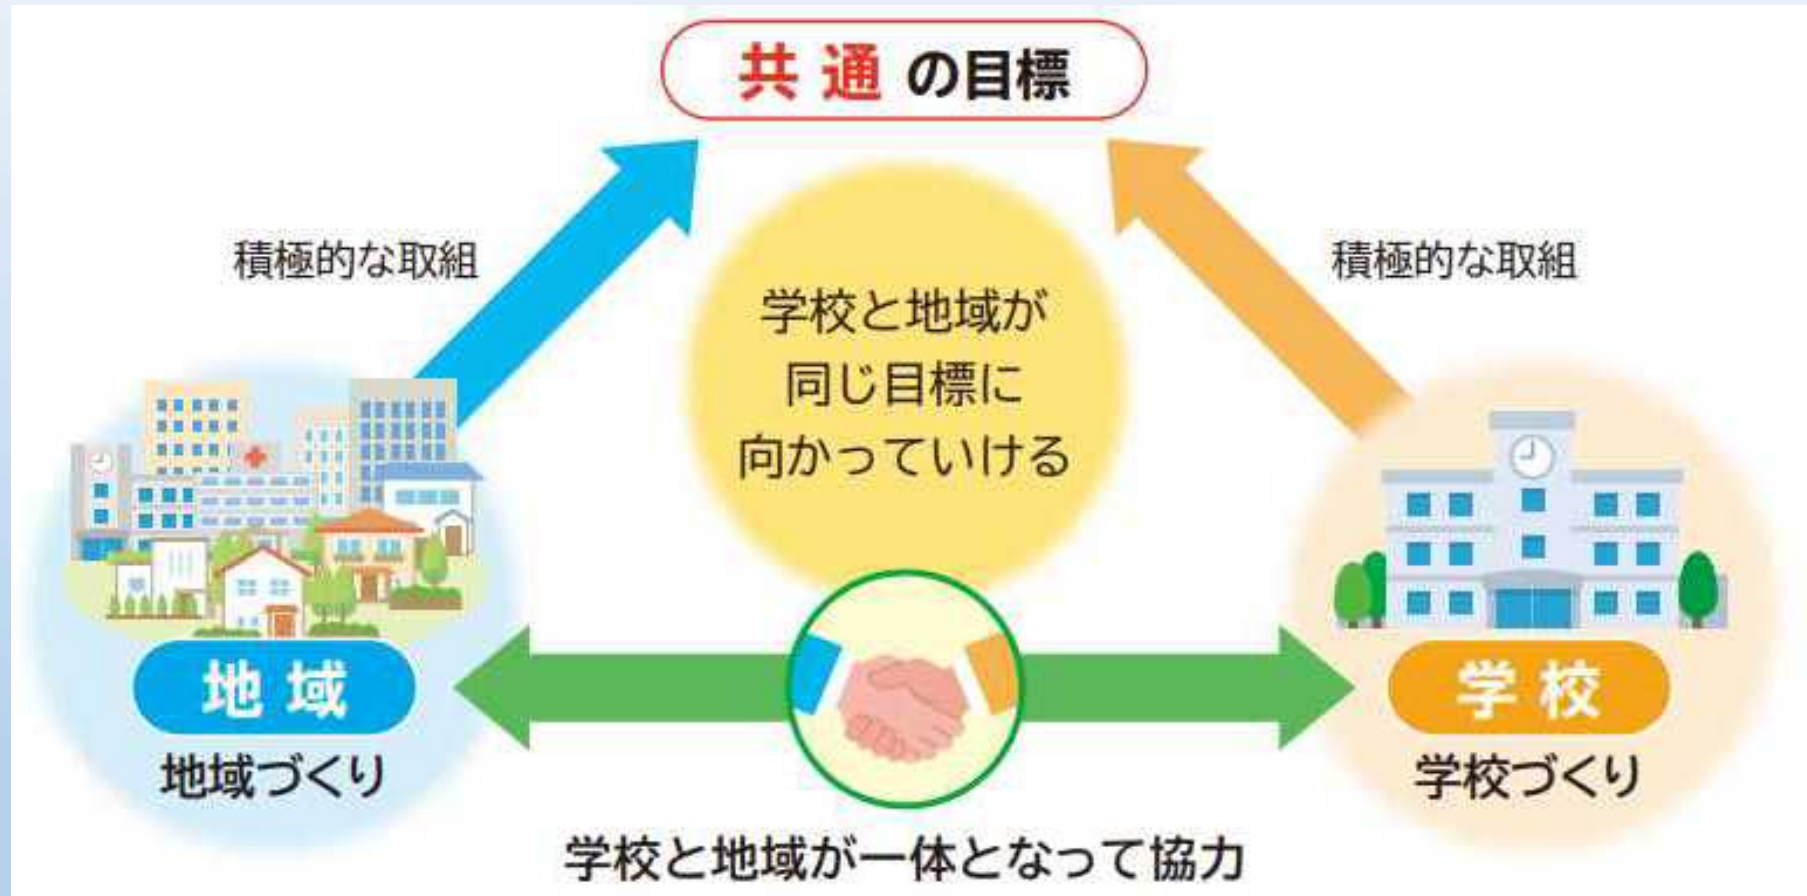 共通の目標
積極的な取組
積極的な取組
学校と地域が
同じ目標に
向かっていける
地域
学校
地域づくり
学校づくり
学校と地域が一体となって協力